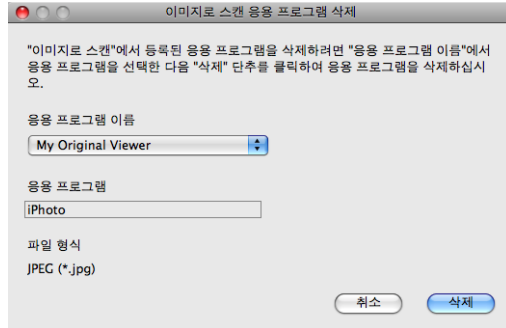 이미지로 스캔 응용 프로그램 삭제
"이미지로 스캔"에서 등록된 응용 프로그램을 삭제하려면 "응용 프로그램 이름"에서
응용 프로그램을 선택한 다음 "삭제" 단추를 클릭하여 응용 프로그램을 삭제하십시
오.
응용 프로그램 이름
My Original Viewer
응용 프로그램
iPhoto
파일 형식
JPEG (*.jpg)
취소 삭제